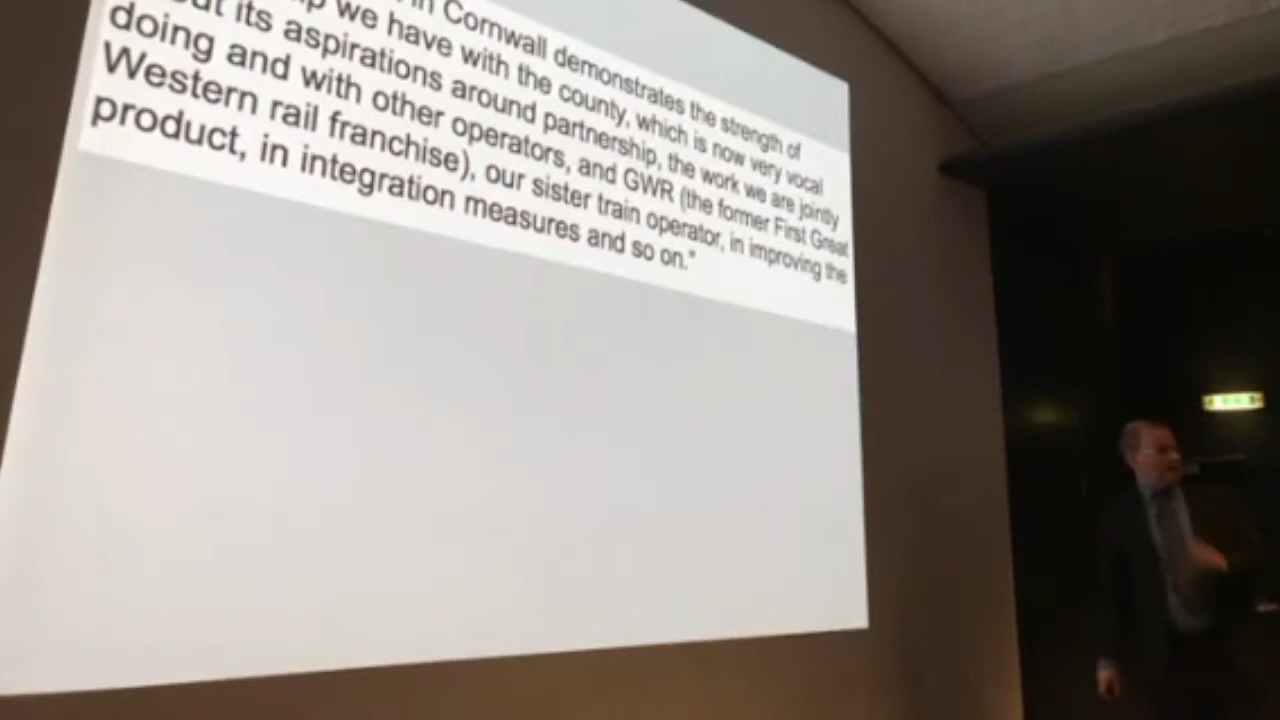 in Cornwall demonstrates the strength of
we have with the county, which is now very vocal
its aspirations around partnership, the work we are jointly
doing and with other operators, and GWR (the former First Great
Western rail franchise), our sister train operator, in improving the
product, in integration measures and so on."